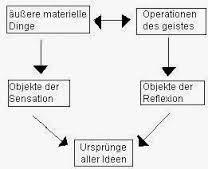 äußere materielle
Dinge
Operationen
des geistes
Objekte der
Sensation
Objekte der
Reflexion
Ursprünge
aller Ideen